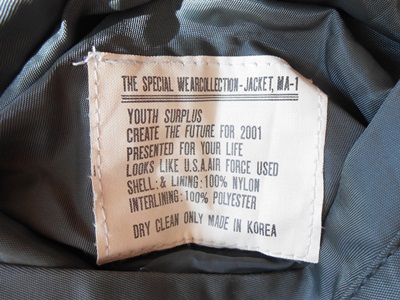 THE SPECIAL WEARCOLLECTION-JACKET, MA-1
YOUTH SURPLUS
CREATE THE FUTURE FOR 2001
PRESENTED FOR YOUR LIFE
LOOKS LIKE U.S.A.AIR FORCE USED
SHELL: & LINING: 100% NYLON
INTERLINING: 100% POLYESTER
DRY CLEAN ONLY MADE IN KOREA